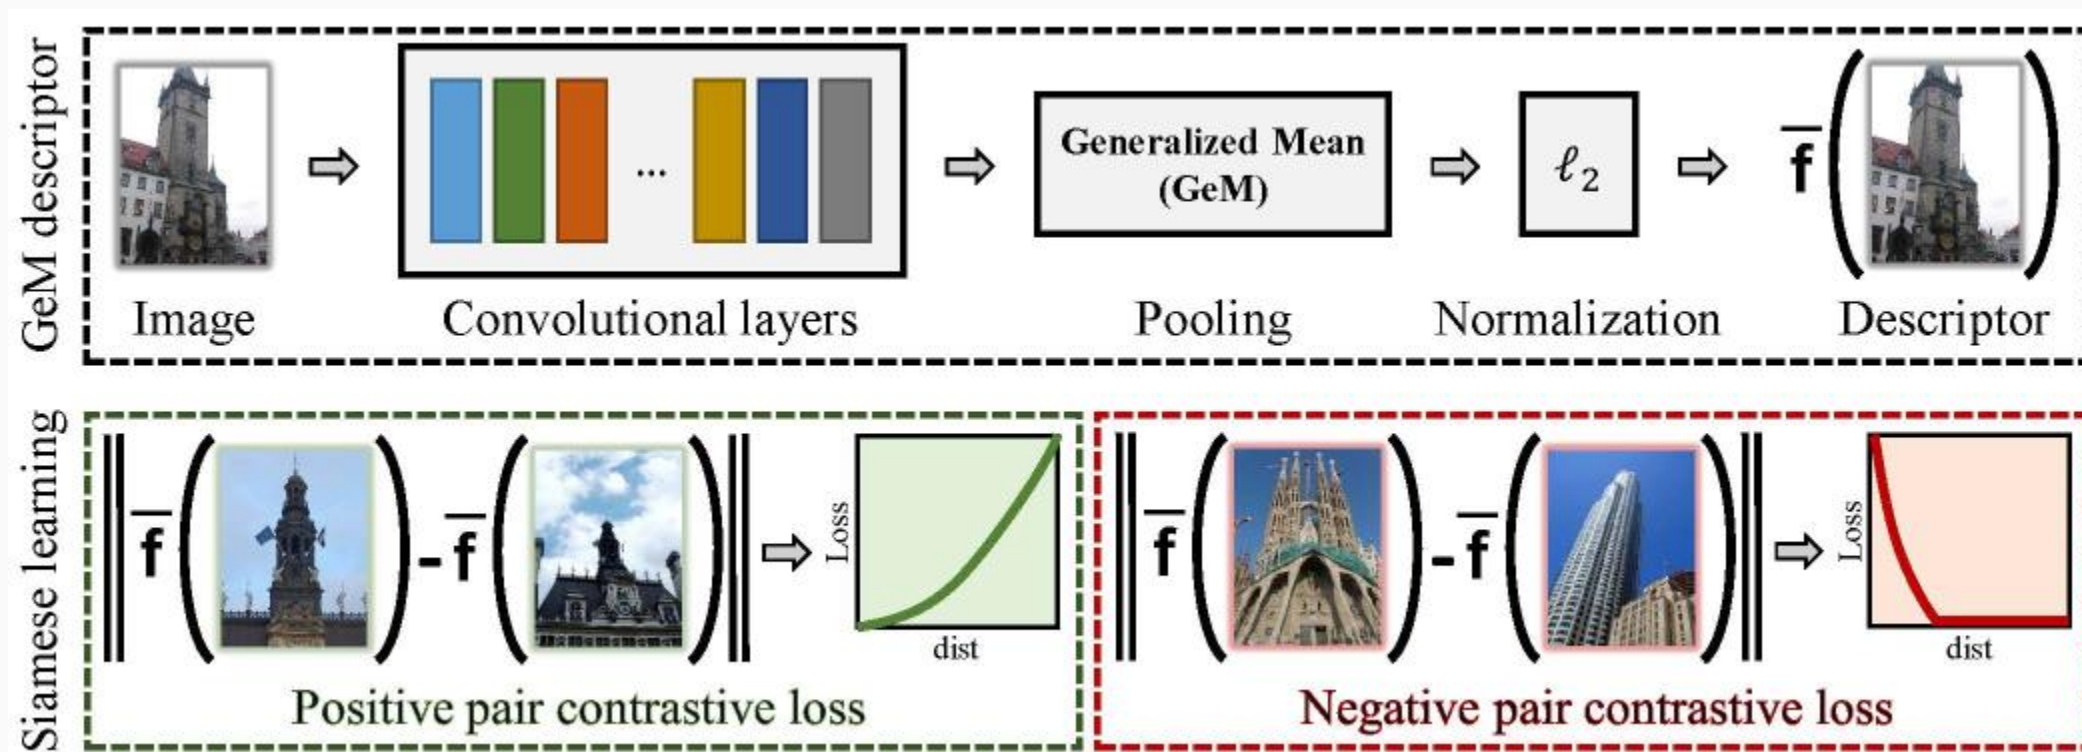 GeM descriptor
Generalized Mean
(GeM)
...
ℓ2
f
Image
Convolutional layers
Pooling
Normalization
Descriptor
Siamese learning
f
-
f
Loss
dist
Positive pair contrastive loss
f
-
f
Loss
dist
Negative pair contrastive loss